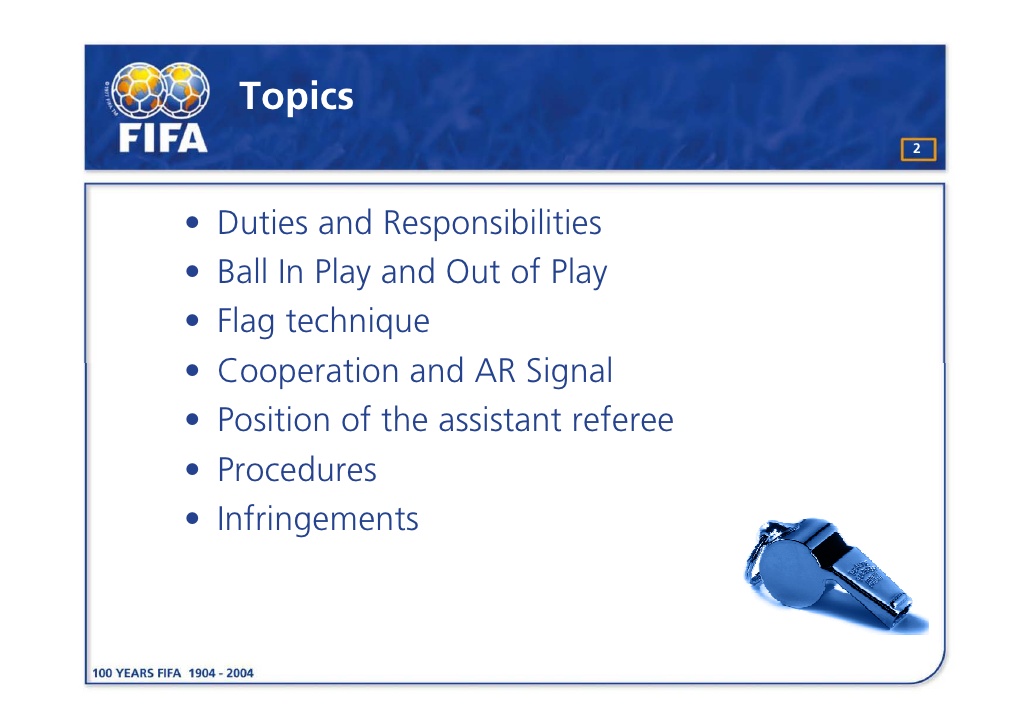 Topics
FIFA
2
• Duties and Responsibilities
• Ball In Play and Out of Play
• Flag technique
• Cooperation and AR Signal
• Position of the assistant referee
• Procedures
• Infringements
100 YEARS FIFA 1904 - 2004